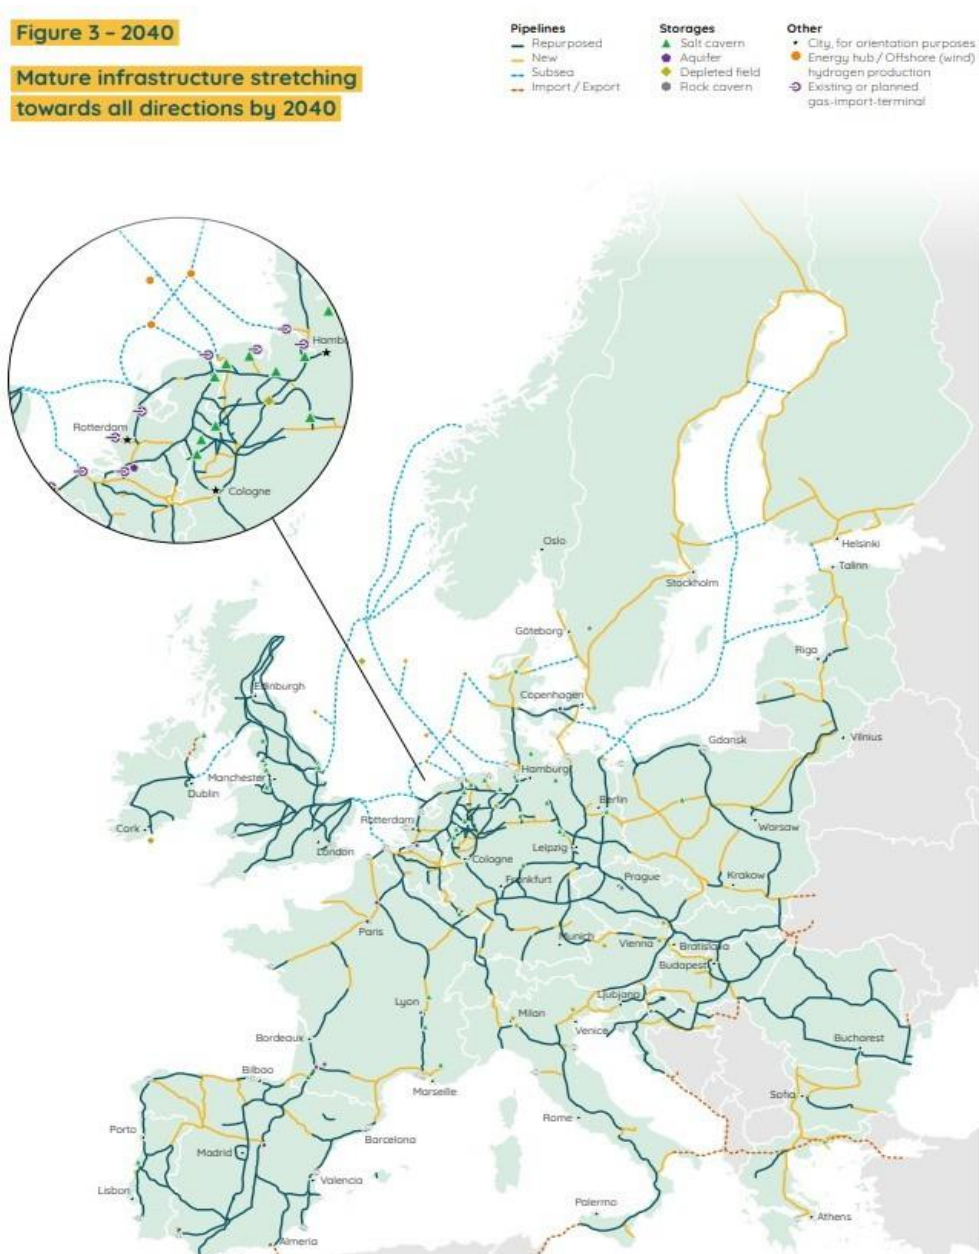 Figure 3 – 2040
Mature infrastructure stretching
towards all directions by 2040
Pipelines
Repurposed
New
Subsea
Import / Export
Storages
Salt cavern
Aquifer
Depleted field
Rock cavern
Other
City, for orientation purposes
Energy hub / Offshore (wind)
hydrogen production
Existing or planned
gas-import-terminal
Hamb
Rotterdam
Cologne
Oslo
Helsinki
Talinn
Stockholm
Göteborg
Riga
Edinburgh
Copenhagen
Vilnius
Gdansk
Manchester
Hamburg
Dublin
Berlin
Cork
Rotterdam
Warsaw
London
Leipzig
Cologne
Frankfurt
Prague
Krakow
Paris
Munich
Vienna
Bratislava
Budapest
Lyon
Ljubjana
Milan
Venice
Bordeaux
Bucharest
Bilbao
Marseille
Sofia
Porto
Rome
Barcelona
Madrid
Lisbon
Valencia
Palermo
Athens
Almeria